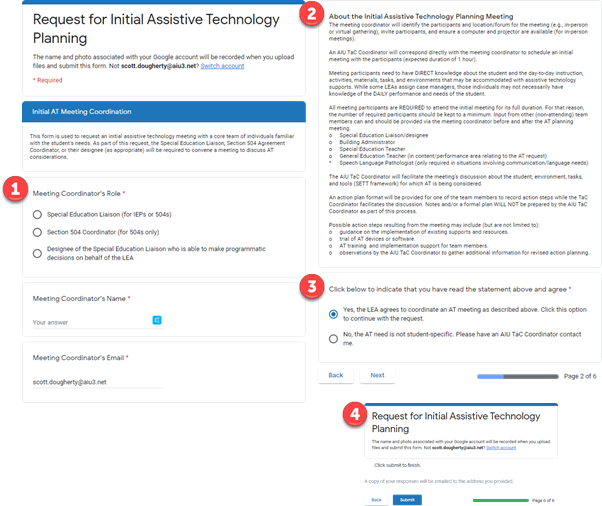 Request for Initial Assistive Technology
Planning
The name and photo associated with your Google account will be recorded when you upload
files and submit this form. Not scott.dougherty@aiu3.net? Switch account
* Required
Initial AT Meeting Coordination
This form is used to request an initial assistive technology meeting with a core team of individuals familiar
with the student's needs. As part of this request, the Special Education Liaison, Section 504 Agreement
Coordinator, or their designee (as appropriate) will be required to convene a meeting to discuss AT
considerations.
1
Meeting Coordinator's Role *
Special Education Liaison (for IEPs or 504s)
Section 504 Coordinator (for 504s only)
Designee of the Special Education Liaison who is able to make programmatic
decisions on behalf of the LEA
Meeting Coordinator's Name *
Your answer
Meeting Coordinator's Email *
scott.dougherty@aiu3.net
2
About the Initial Assistive Technology Planning Meeting
The meeting coordinator will identify the participants and location/forum for the meeting (e.g., in-person
or virtual gathering), invite participants, and ensure a computer and projector are available (for in-person
meetings).
An AIU TaC Coordinator will correspond directly with the meeting coordinator to schedule an initial
meeting with the participants (expected duration of 1 hour).
Meeting participants need to have DIRECT knowledge about the student and the day-to-day instruction,
activities, materials, tasks, and environments that may be accommodated with assistive technology
supports. While some LEAs assign case managers, those individuals may not necessarily have
knowledge of the DAILY performance and needs of the student.
All meeting participants are REQUIRED to attend the initial meeting for its full duration. For that reason,
the number of required participants should be kept to a minimum. Input from other (non-attending) team
members can and should be provided via the meeting coordinator before and after the AT planning
meeting.
o Special Education Liaison/designee
o Building Administrator
o Special Education Teacher
o General Education Teacher (in content/performance area relating to the AT request)
* Speech Language Pathologist (only required in situations involving communication/language needs)
The AIU TaC Coordinator will facilitate the meeting's discussion about the student, environment, tasks,
and tools (SETT framework) for which AT is being considered.
An action plan format will be provided for one of the team members to record action steps while the TaC
Coordinator facilitates the discussion. Notes and/or a formal plan WILL NOT be prepared by the AIU TaC
Coordinator as part of this process.
Possible action steps resulting from the meeting may include (but are not limited to):
o guidance on the implementation of existing supports and resources.
o trial of AT devices or software.
o AT training and implementation support for team members.
o observations by the AIU TaC Coordinator to gather additional information for revised action planning.
3
Click below to indicate that you have read the statement above and agree *
Yes, the LEA agrees to coordinate an AT meeting as described above. Click this option
to continue with the request.
No, the AT need is not student-specific. Please have an AIU TaC Coordinator contact
me.
Back
Next
Page 2 of 6
4
Request for Initial Assistive Technology
Planning
The name and photo associated with your Google account will be recorded when you upload
files and submit this form. Not scott.dougherty@aiu3.net? Switch account
Click submit to finish.
A copy of your responses will be emailed to the address you provided.
Back
Submit
Page 6 of 6